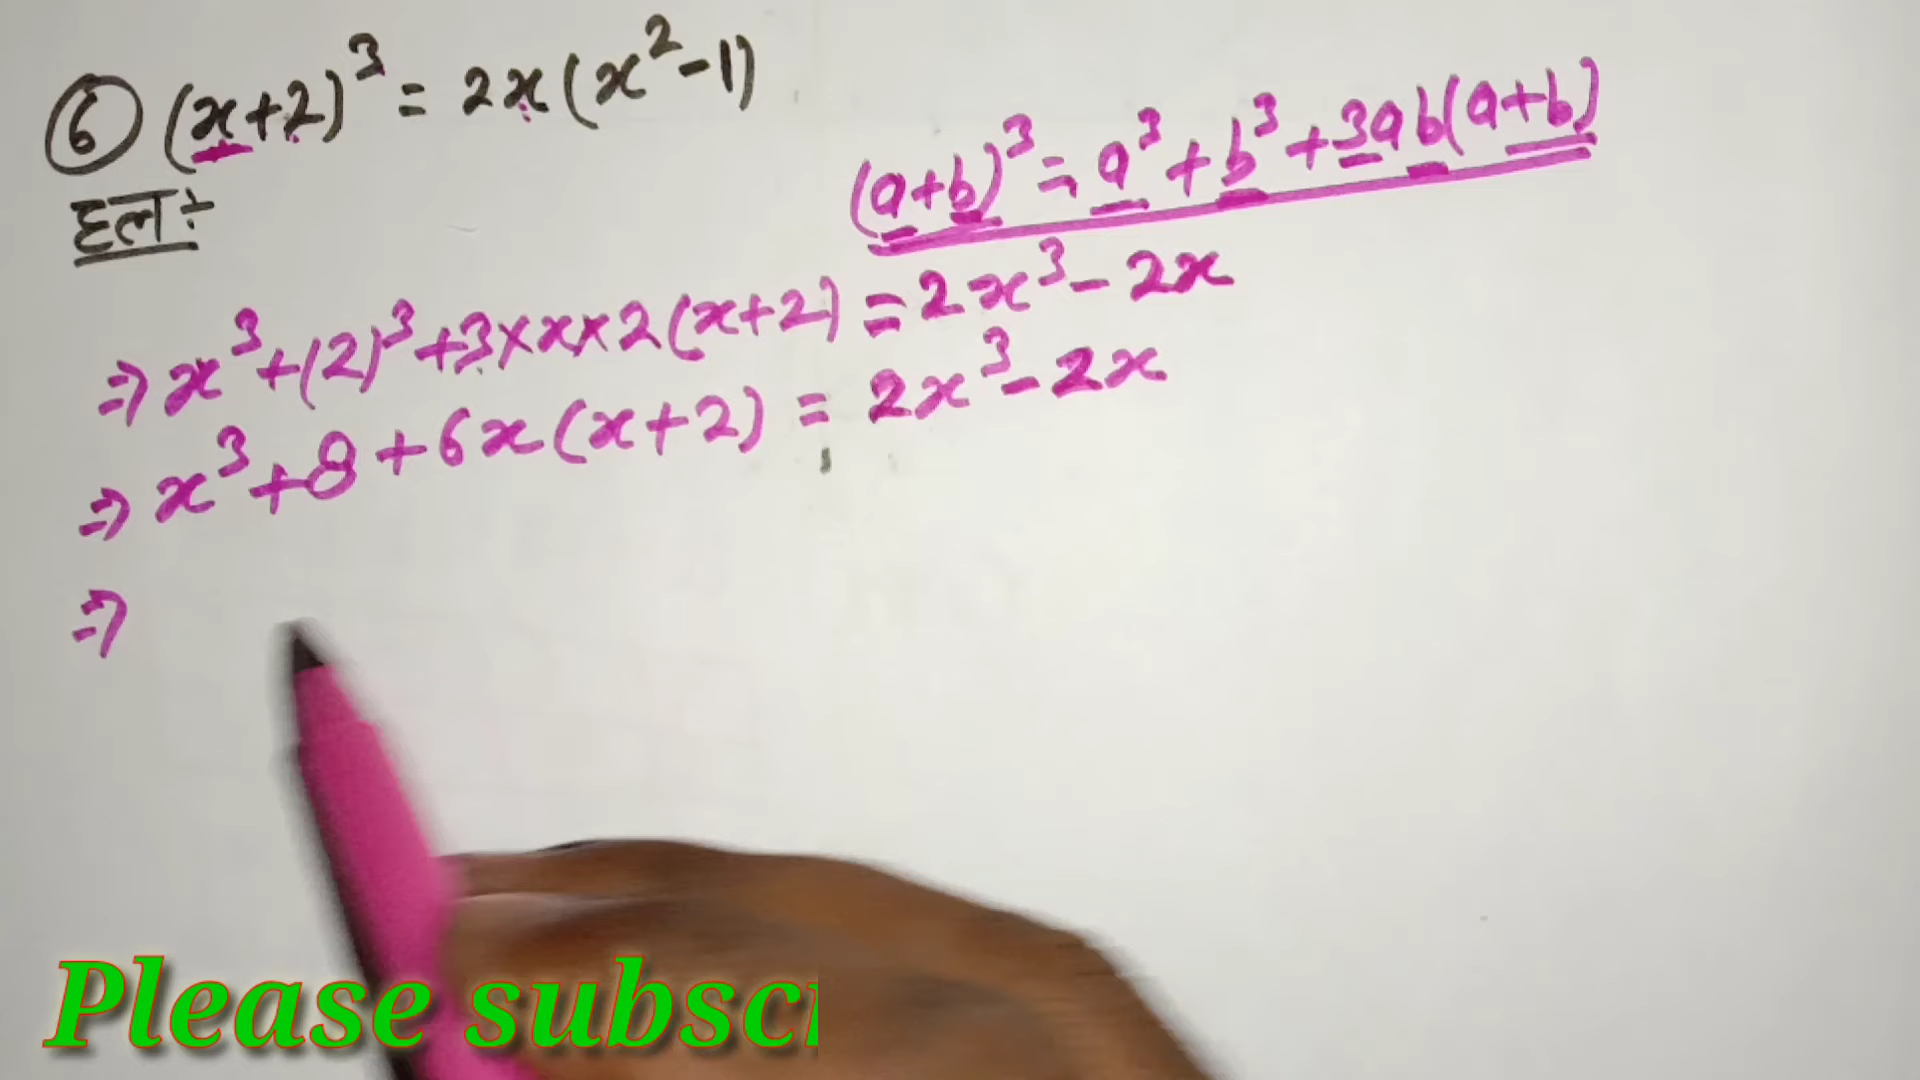 ⑥ (x+2)³ = 2x(x²-1)
हल÷
(a+b)³ = a³+b³+3ab(a+b)
⇒ x³+(2)³+3×x×2(x+2) = 2x³-2x
⇒ x³+8+6x(x+2) = 2x³-2x
⇒
Please subscr